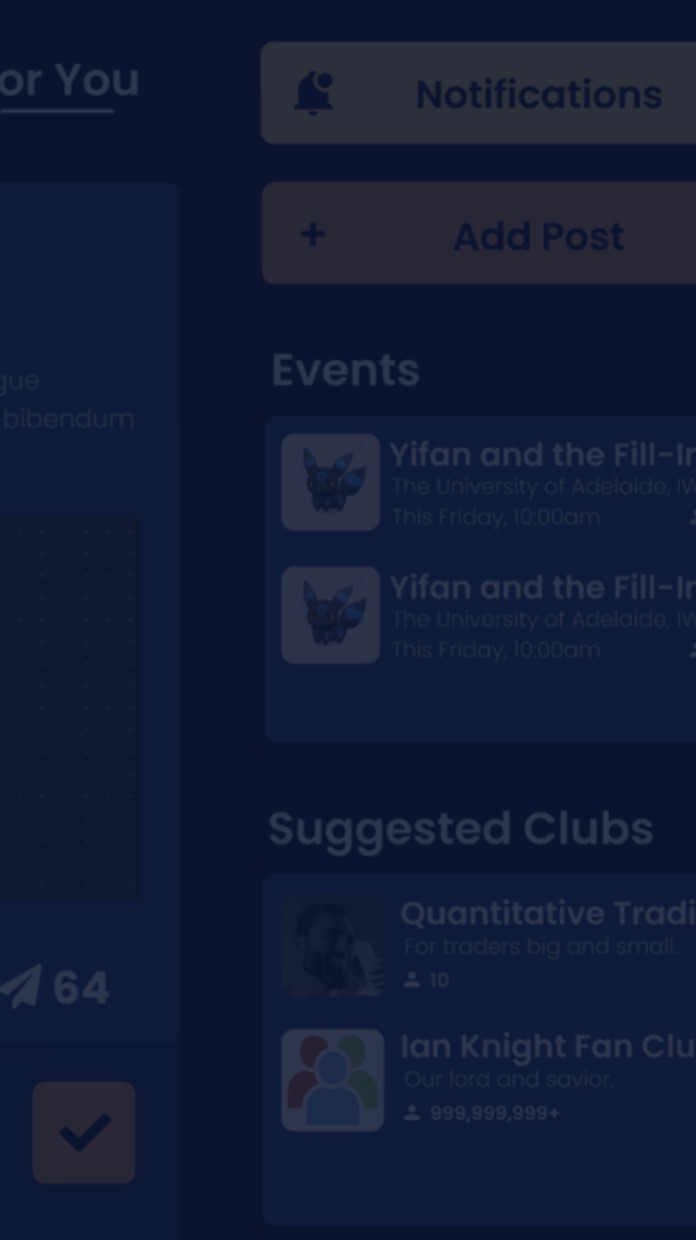 or You
Notifications
+ Add Post
gue
bibendum
Events
Yifan and the Fill-In
The University of Adelaide, IW
This Friday, 10:00am
Yifan and the Fill-In
The University of Adelaide, IW
This Friday, 10:00am
Suggested Clubs
Quantitative Tradi
For traders big and small.
10
64
Ian Knight Fan Clu
Our lord and savior.
999,999,999+